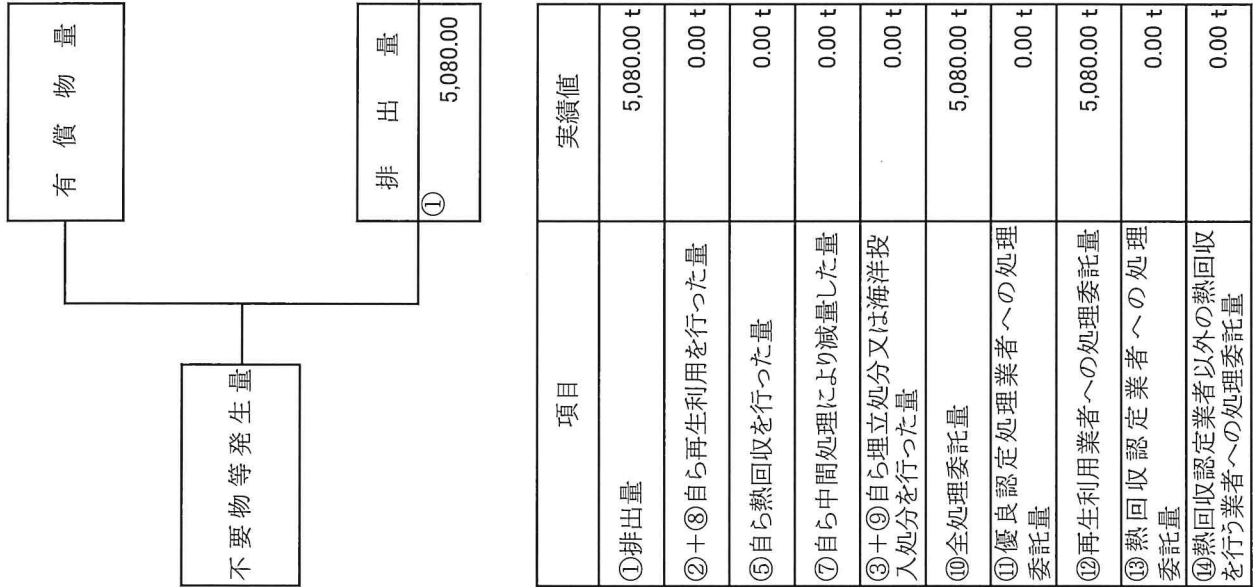 不要物等発生量
有償物量
排出量
① 5,080.00
項目 実績値
①排出量 5,080.00 t
②＋⑧自ら再生利用を行った量 0.00 t
⑤自ら熱回収を行った量 0.00 t
⑦自ら中間処理により減量した量 0.00 t
③＋⑨自ら埋立処分又は海洋投
入処分を行った量 0.00 t
⑩全処理委託量 5,080.00 t
⑪優良認定処理業者への処理
委託量 0.00 t
⑫再生利用業者への処理委託量 5,080.00 t
⑬熱回収認定業者への処理
委託量 0.00 t
⑭熱回収認定業者以外の熱回収
を行う業者への処理委託量 0.00 t